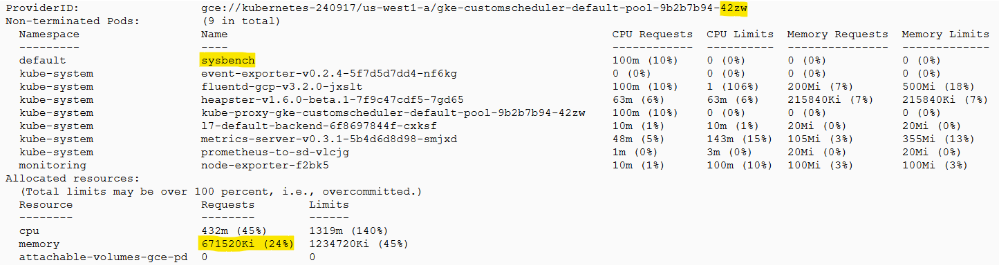 ProviderID: gce://kubernetes-240917/us-west1-a/gke-customscheduler-default-pool-9b2b7b94-42zw
Non-terminated Pods: (9 in total)
Namespace Name CPU Requests CPU Limits Memory Requests Memory Limits
--------- ---- ------------ ---------- --------------- -------------
default sysbench 100m (10%) 0 (0%) 0 (0%) 0 (0%)
kube-system event-exporter-v0.2.4-5f7d5d7dd4-nf6kg 0 (0%) 0 (0%) 0 (0%) 0 (0%)
kube-system fluentd-gcp-v3.2.0-jxslt 100m (10%) 1 (106%) 200Mi (7%) 500Mi (18%)
kube-system heapster-v1.6.0-beta.1-7f9c47cdf5-7gd65 63m (6%) 63m (6%) 215840Ki (7%) 215840Ki (7%)
kube-system kube-proxy-gke-customscheduler-default-pool-9b2b7b94-42zw 100m (10%) 0 (0%) 0 (0%) 0 (0%)
kube-system l7-default-backend-6f8697844f-cxksf 10m (1%) 10m (1%) 20Mi (0%) 20Mi (0%)
kube-system metrics-server-v0.3.1-5b4d6d8d98-smjxd 48m (5%) 143m (15%) 105Mi (3%) 355Mi (13%)
kube-system prometheus-to-sd-vlcjg 1m (0%) 3m (0%) 20Mi (0%) 20Mi (0%)
monitoring node-exporter-f2bk5 10m (1%) 100m (10%) 100Mi (3%) 100Mi (3%)
Allocated resources:
(Total limits may be over 100 percent, i.e., overcommitted.)
Resource Requests Limits
-------- -------- ------
cpu 432m (45%) 1319m (140%)
memory 671520Ki (24%) 1234720Ki (45%)
attachable-volumes-gce-pd 0 0